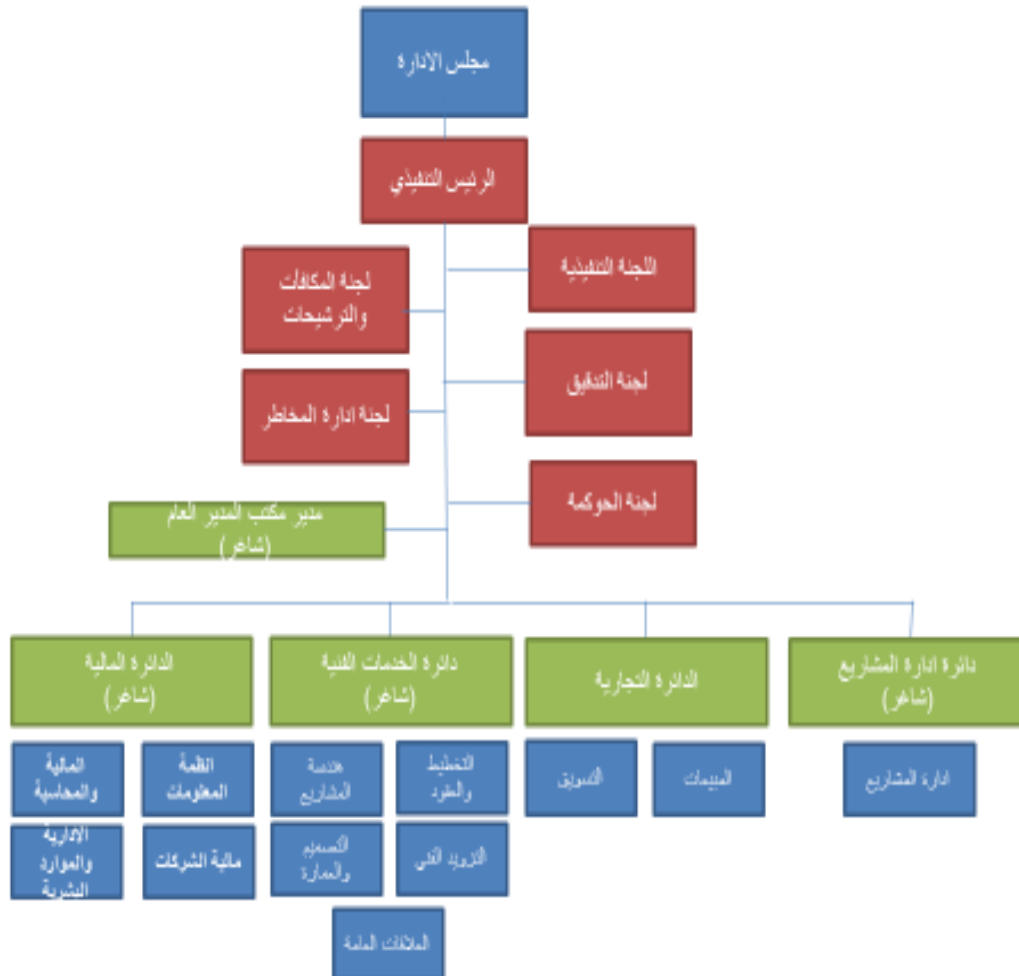 مجلس الادارة
الرئيس التنفيذي
اللجنة التنفيذية
لجنة المكافآت
والترشيحات
لجنة التدقيق
لجنة ادارة المخاطر
لجنة الحوكمة
مدير مكتب المدير العام
(شاغر)
دائرة ادارة المشاريع
(شاغر)
الدائرة التجارية
دائرة الخدمات الفنية
(شاغر)
الدائرة المالية
(شاغر)
ادارة المشاريع
المبيعات
التسويق
التخطيط
والعقود
هندسة
المشاريع
انظمة
المعلومات
المالية
والمحاسبية
التزويد الفني
التصميم
والعمارة
مالية الشركات
الادارية
والموارد
البشرية
العلاقات العامة